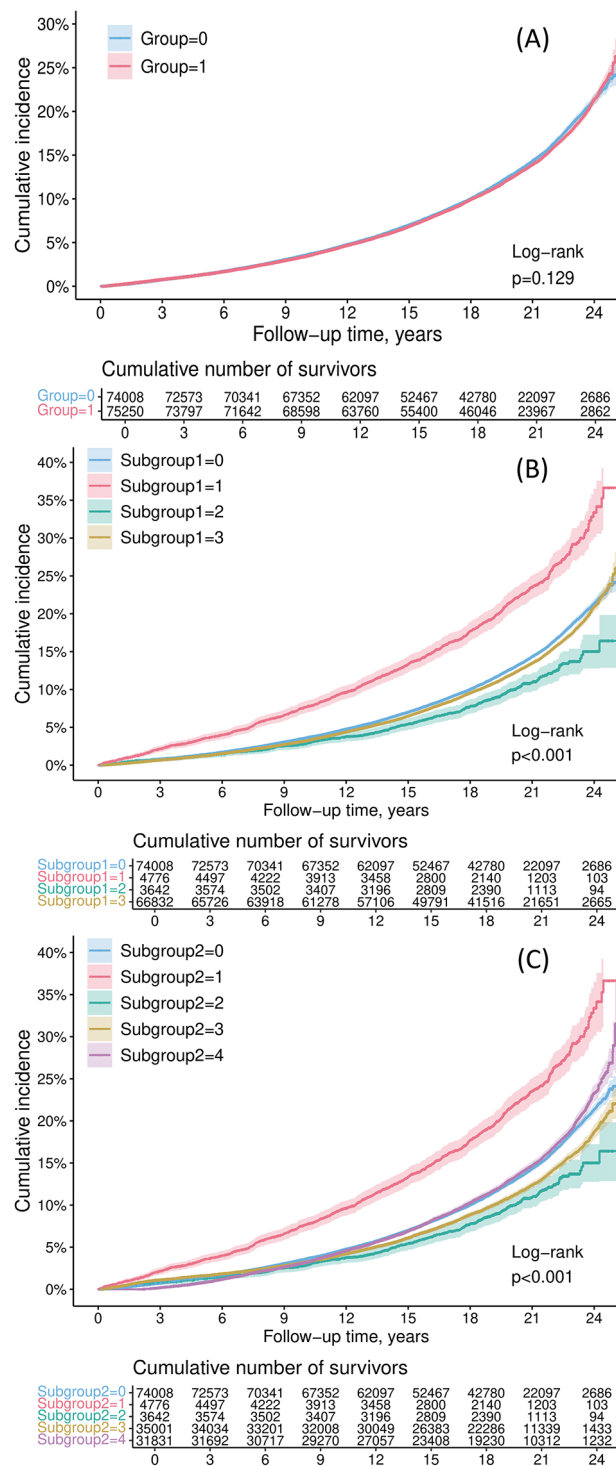 (A)
Group=0
Group=1
Cumulative incidence
30%
25%
20%
15%
10%
5%
0%
Log-rank
p=0.129
0 3 6 9 12 15 18 21 24
Follow-up time, years
Cumulative number of survivors
Group=0 74008 72573 70341 67352 62097 52467 42780 22097 2686
Group=1 75250 73797 71642 68598 63760 55400 46046 23967 2862
0 3 6 9 12 15 18 21 24
(B)
Subgroup1=0
Subgroup1=1
Subgroup1=2
Subgroup1=3
Cumulative incidence
40%
35%
30%
25%
20%
15%
10%
5%
0%
Log-rank
p<0.001
0 3 6 9 12 15 18 21 24
Follow-up time, years
Cumulative number of survivors
Subgroup1=0 74008 72573 70341 67352 62097 52467 42780 22097 2686
Subgroup1=1 4776 4497 4222 3913 3458 2800 2140 1203 103
Subgroup1=2 3642 3574 3502 3407 3196 2809 2390 1113 94
Subgroup1=3 66832 65726 63918 61278 57106 49791 41516 21651 2665
0 3 6 9 12 15 18 21 24
(C)
Subgroup2=0
Subgroup2=1
Subgroup2=2
Subgroup2=3
Subgroup2=4
Cumulative incidence
40%
35%
30%
25%
20%
15%
10%
5%
0%
Log-rank
p<0.001
0 3 6 9 12 15 18 21 24
Follow-up time, years
Cumulative number of survivors
Subgroup2=0 74008 72573 70341 67352 62097 52467 42780 22097 2686
Subgroup2=1 4776 4497 4222 3913 3458 2800 2140 1203 103
Subgroup2=2 3642 3574 3502 3407 3196 2809 2390 1113 94
Subgroup2=3 35001 34034 33201 32008 30049 26383 22286 11339 1433
Subgroup2=4 31831 31692 30717 29270 27057 23408 19230 10312 1232
0 3 6 9 12 15 18 21 24